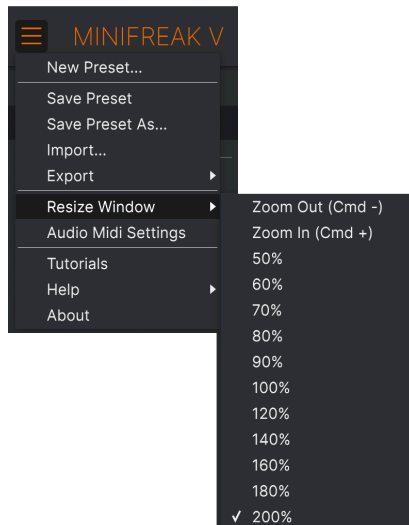 MINIFREAK V
New Preset...
Save Preset
Save Preset As...
Import...
Export
Resize Window
Audio Midi Settings
Tutorials
Help
About
Zoom Out (Cmd -)
Zoom In (Cmd +)
50%
60%
70%
80%
90%
100%
120%
140%
160%
180%
✓ 200%